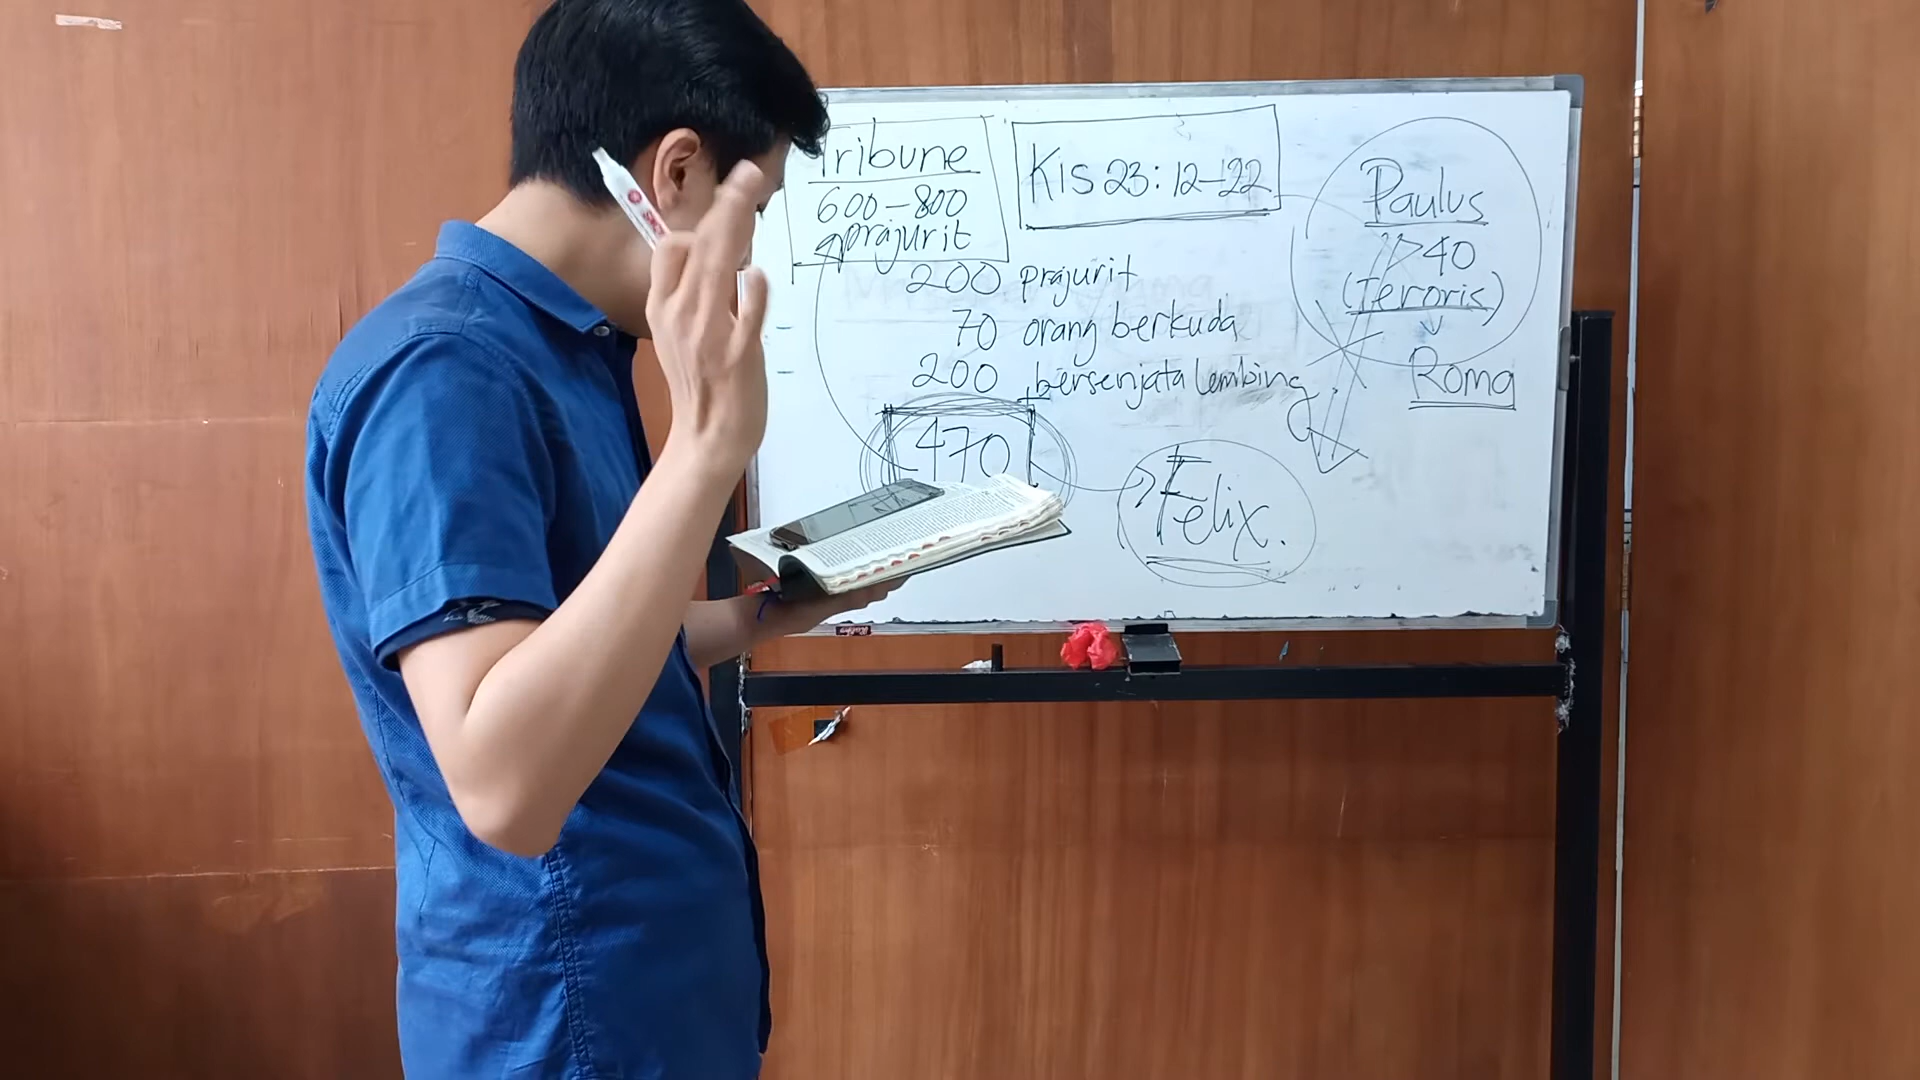 Tribune
600-800
prajurit
Kis 23: 12-22
Paulus
>40
(Teroris)
Roma
200 prajurit
70 orang berkuda
200 bersenjata lembing
470
Felix.